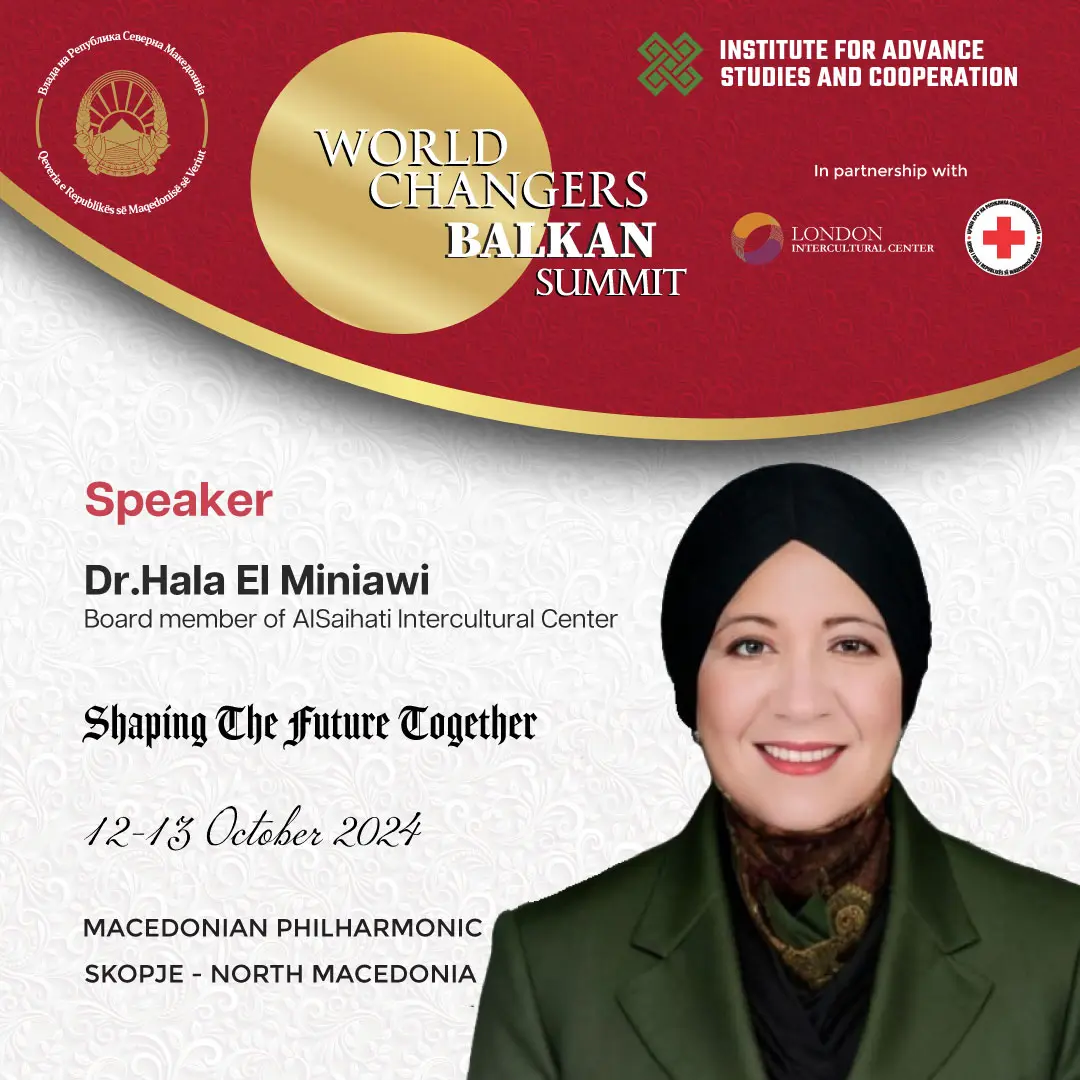 Влада на Република Северна Македонија
Qeveria e Republikës së Maqedonisë së Veriut
WORLD
CHANGERS
BALKAN
SUMMIT
INSTITUTE FOR ADVANCE
STUDIES AND COOPERATION
In partnership with
LONDON
INTERCULTURAL CENTER
Speaker
Dr.Hala El Miniawi
Board member of AlSaihati Intercultural Center
Shaping The Future Together
12-13 October 2024
MACEDONIAN PHILHARMONIC
SKOPJE - NORTH MACEDONIA